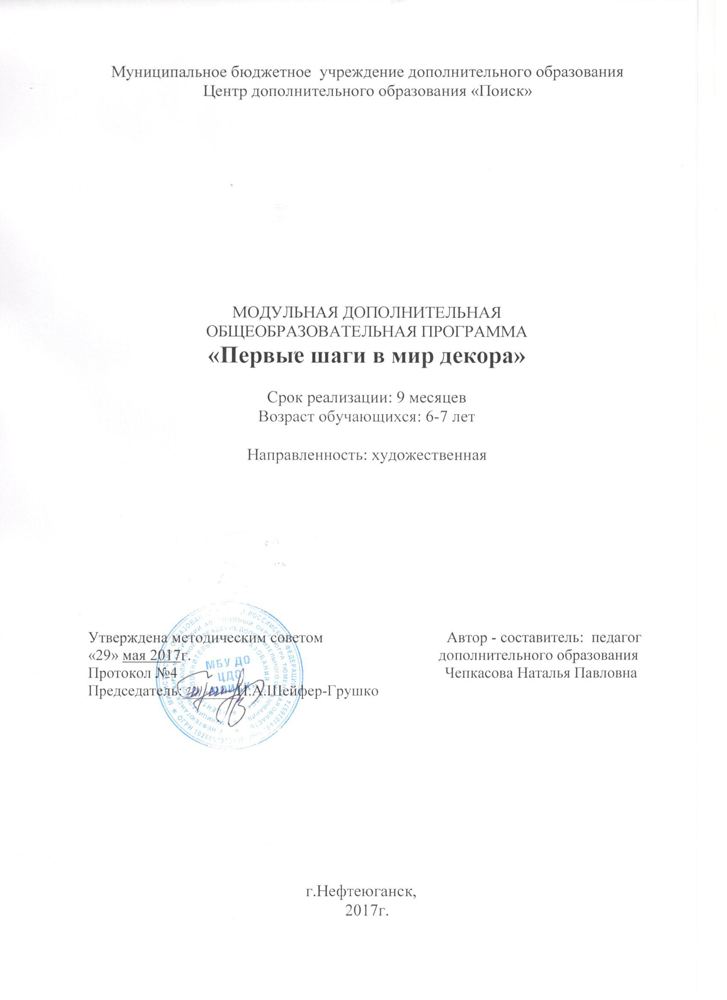 Муниципальное бюджетное учреждение дополнительного образования
Центр дополнительного образования «Поиск»
МОДУЛЬНАЯ ДОПОЛНИТЕЛЬНАЯ
ОБЩЕОБРАЗОВАТЕЛЬНАЯ ПРОГРАММА
«Первые шаги в мир декора»
Срок реализации: 9 месяцев
Возраст обучающихся: 6-7 лет
Направленность: художественная
Утверждена методическим советом
«29» мая 2017г.
Протокол №4
Председатель: И.А.Шейфер-Грушко
Автор - составитель: педагог
дополнительного образования
Чепкасова Наталья Павловна
МБУ ДО
ЦДО
г.Нефтеюганск,
2017г.